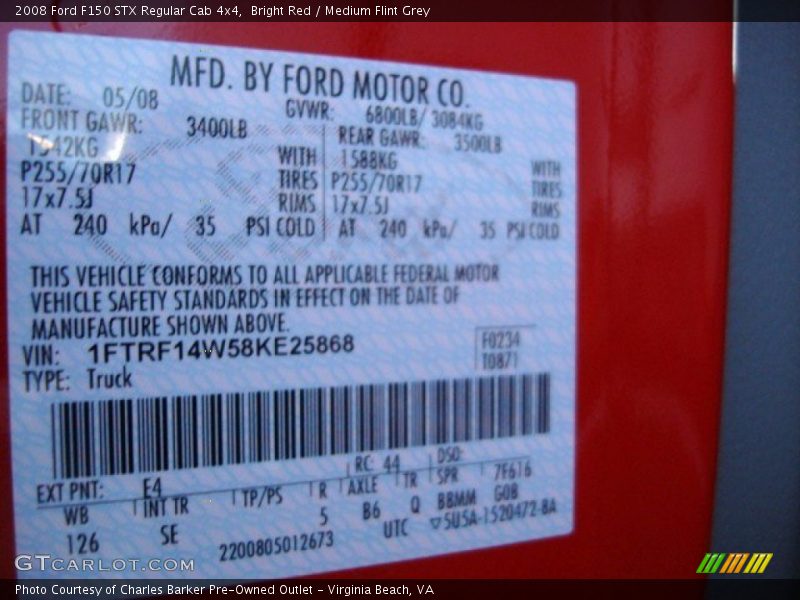 2008 Ford F150 STX Regular Cab 4x4,  Bright Red / Medium Flint Grey
MFD. BY FORD MOTOR CO.
DATE: 05/08 GVWR: 6800LB/ 3084KG
FRONT GAWR: 3400LB REAR GAWR: 3500LB
1542KG WITH 1588KG WITH
P255/70R17 TIRES P255/70R17 TIRES
17x7.5J RIMS 17x7.5J RIMS
AT 240 kPa/ 35 PSI COLD AT 240 kPa/ 35 PSI COLD
THIS VEHICLE CONFORMS TO ALL APPLICABLE FEDERAL MOTOR
VEHICLE SAFETY STANDARDS IN EFFECT ON THE DATE OF
MANUFACTURE SHOWN ABOVE.
VIN: 1FTRF14W58KE25868 F0234
TYPE: Truck T0871
EXT PNT: E4 RC: 44 DSO:
WB INT TR TP/PS R AXLE TR SPR 7F616
126 SE 5 B6 Q BBMM G08
2200805012673 UTC ▽5U5A-1520472-BA
GTCARLOT.COM
Photo Courtesy of Charles Barker Pre-Owned Outlet - Virginia Beach, VA